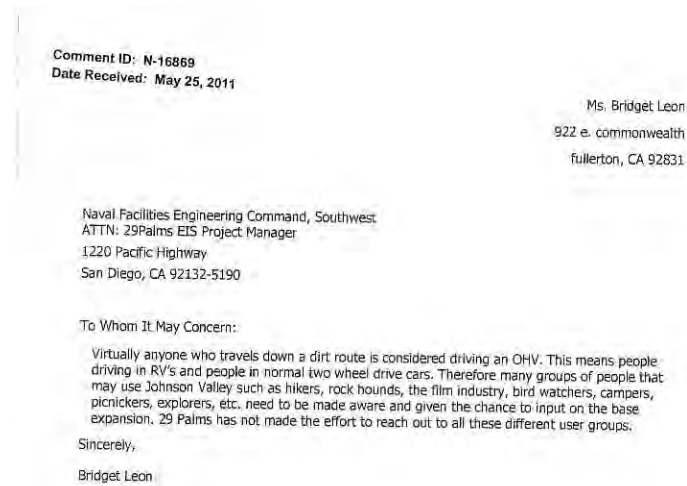 Comment ID: N-16869
Date Received: May 25, 2011
Ms. Bridget Leon
922 e. commonwealth
fullerton, CA 92831
Naval Facilities Engineering Command, Southwest
ATTN: 29Palms EIS Project Manager
1220 Pacific Highway
San Diego, CA 92132-5190
To Whom It May Concern:
Virtually anyone who travels down a dirt route is considered driving an OHV. This means people
driving in RV's and people in normal two wheel drive cars. Therefore many groups of people that
may use Johnson Valley such as hikers, rock hounds, the film industry, bird watchers, campers,
picnickers, explorers, etc. need to be made aware and given the chance to input on the base
expansion. 29 Palms has not made the effort to reach out to all these different user groups.
Sincerely,
Bridget Leon